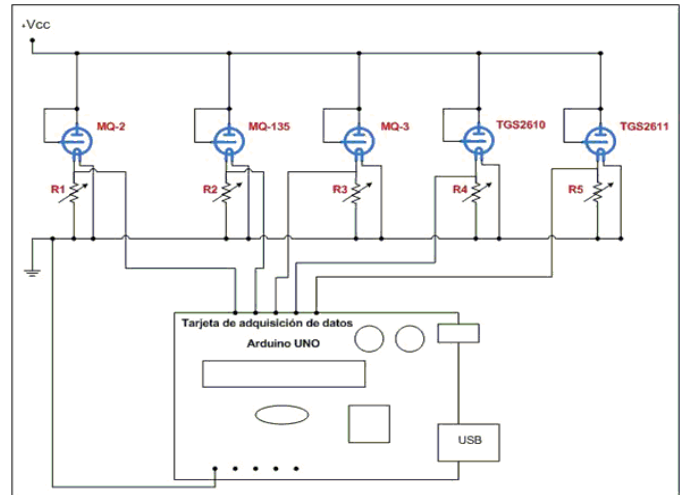 +Vcc
MQ-2
MQ-135
MQ-3
TGS2610
TGS2611
R1
R2
R3
R4
R5
Tarjeta de adquisición de datos
Arduino UNO
USB